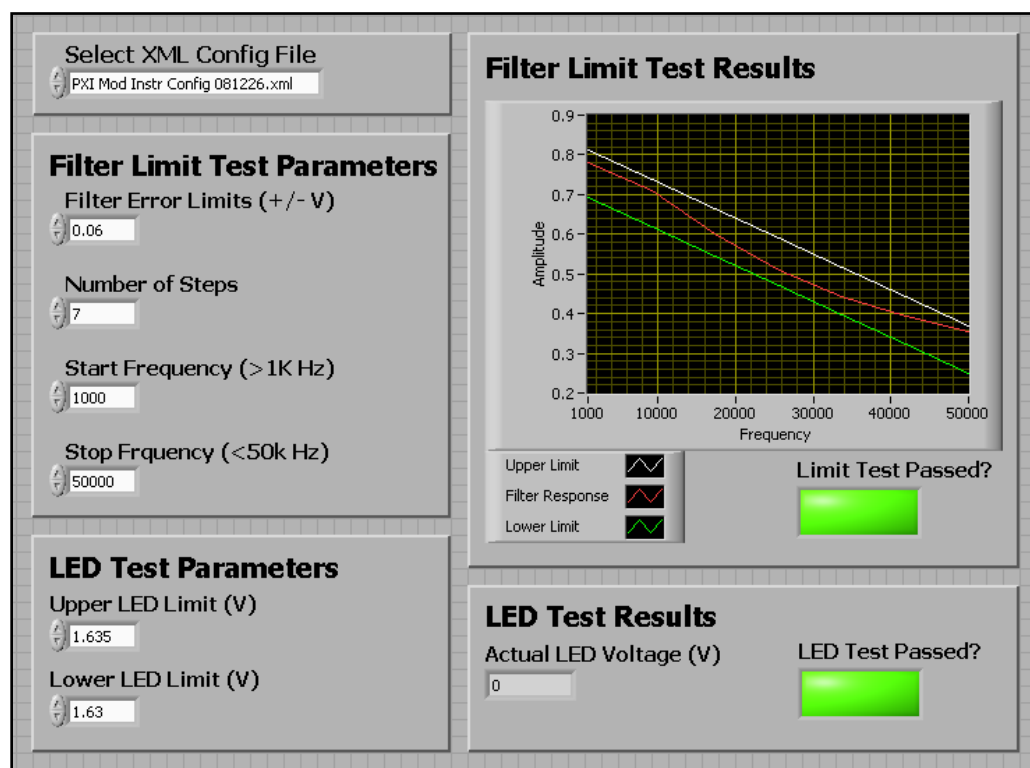 Select XML Config File
PXI Mod Instr Config 081226.xml
Filter Limit Test Parameters
Filter Error Limits (+/- V)
0.06
Number of Steps
7
Start Frequency (>1K Hz)
1000
Stop Frquency (<50k Hz)
50000
LED Test Parameters
Upper LED Limit (V)
1.635
Lower LED Limit (V)
1.63
Filter Limit Test Results
0.9
0.8
0.7
0.6
0.5
0.4
0.3
0.2
Amplitude
1000 10000 20000 30000 40000 50000
Frequency
Upper Limit
Filter Response
Lower Limit
Limit Test Passed?
LED Test Results
Actual LED Voltage (V)
0
LED Test Passed?